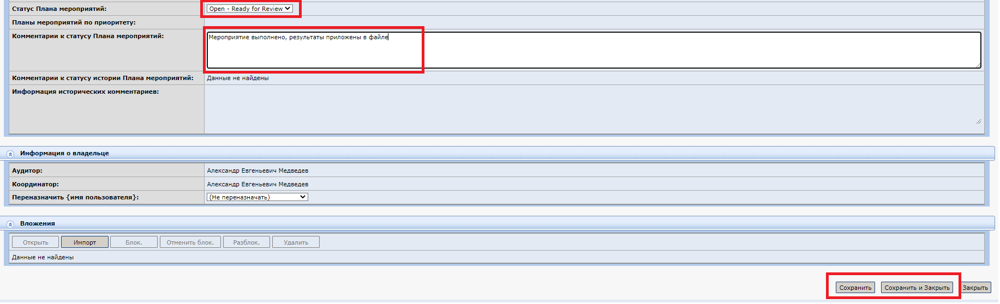 Статус Плана мероприятий: Open - Ready for Review
Планы мероприятий по приоритету:
Комментарии к статусу Плана мероприятий: Мероприятие выполнено, результаты приложены в файле
Комментарии к статусу истории Плана мероприятий: Данные не найдены
Информация исторических комментариев:
Информация о владельце
Аудитор: Александр Евгеньевич Медведев
Координатор: Александр Евгеньевич Медведев
Переназначить {имя пользователя}: (Не переназначать)
Вложения
Открыть Импорт Блок. Отменить блок. Разблок. Удалить
Данные не найдены
Сохранить Сохранить и Закрыть Закрыть